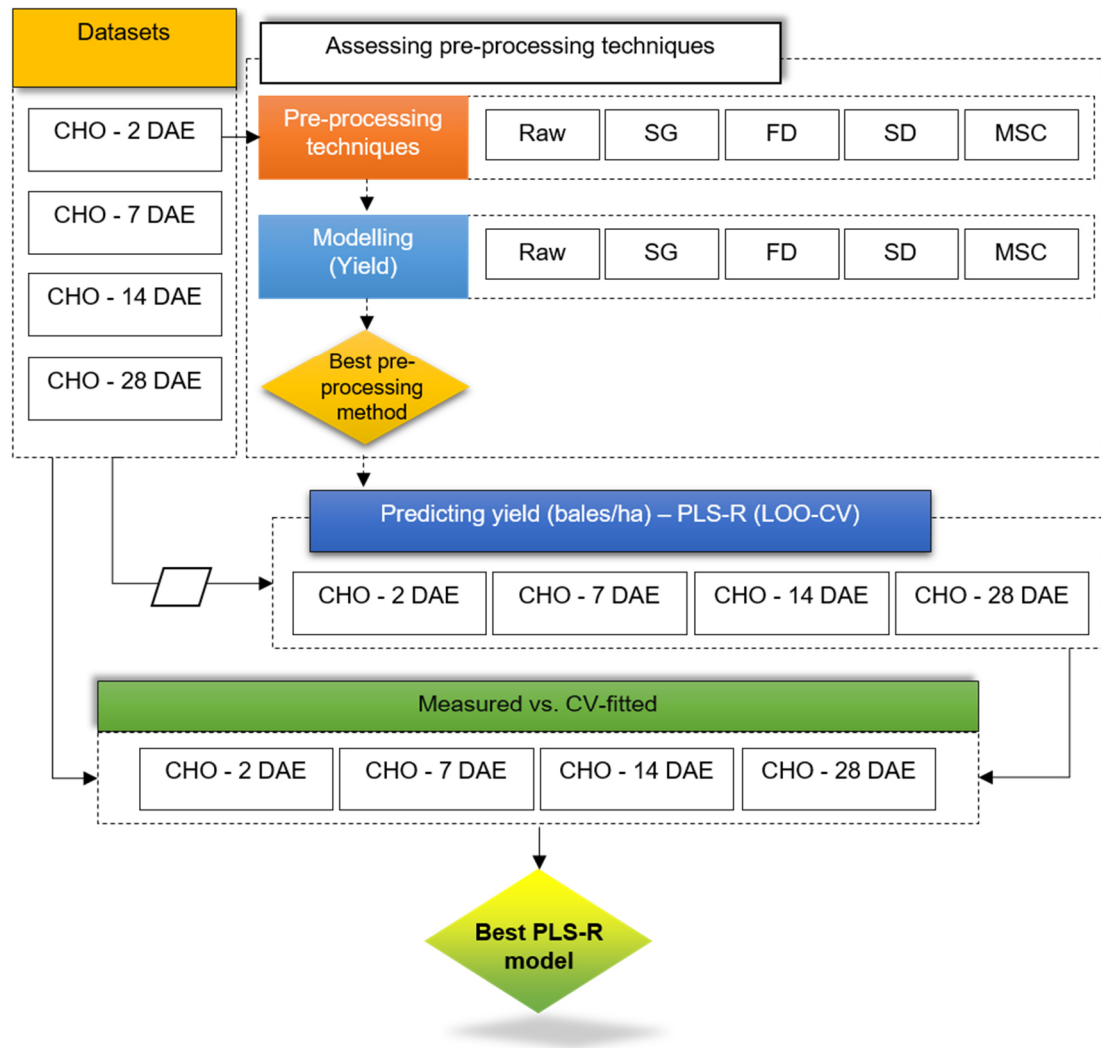 Datasets
CHO - 2 DAE
CHO - 7 DAE
CHO - 14 DAE
CHO - 28 DAE
Assessing pre-processing techniques
Pre-processing
techniques
Raw
SG
FD
SD
MSC
Modelling
(Yield)
Raw
SG
FD
SD
MSC
Best pre-
processing
method
Predicting yield (bales/ha) – PLS-R (LOO-CV)
CHO - 2 DAE
CHO - 7 DAE
CHO - 14 DAE
CHO - 28 DAE
Measured vs. CV-fitted
CHO - 2 DAE
CHO - 7 DAE
CHO - 14 DAE
CHO - 28 DAE
Best PLS-R
model